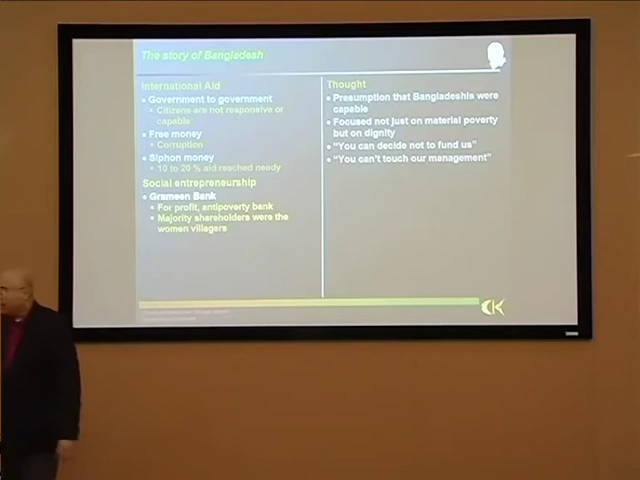 The story of Bangladesh
International Aid
• Government to government
• Citizens are not responsive or
capable
• Free money
• Corruption
• Siphon money
• 10 to 20 % aid reached needy
Social entrepreneurship
• Grameen Bank
• For profit, antipoverty bank
• Majority shareholders were the
women villagers
Thought
• Presumption that Bangladeshis were
capable
• Focused not just on material poverty
but on dignity
• "You can decide not to fund us"
• "You can't touch our management"
CK